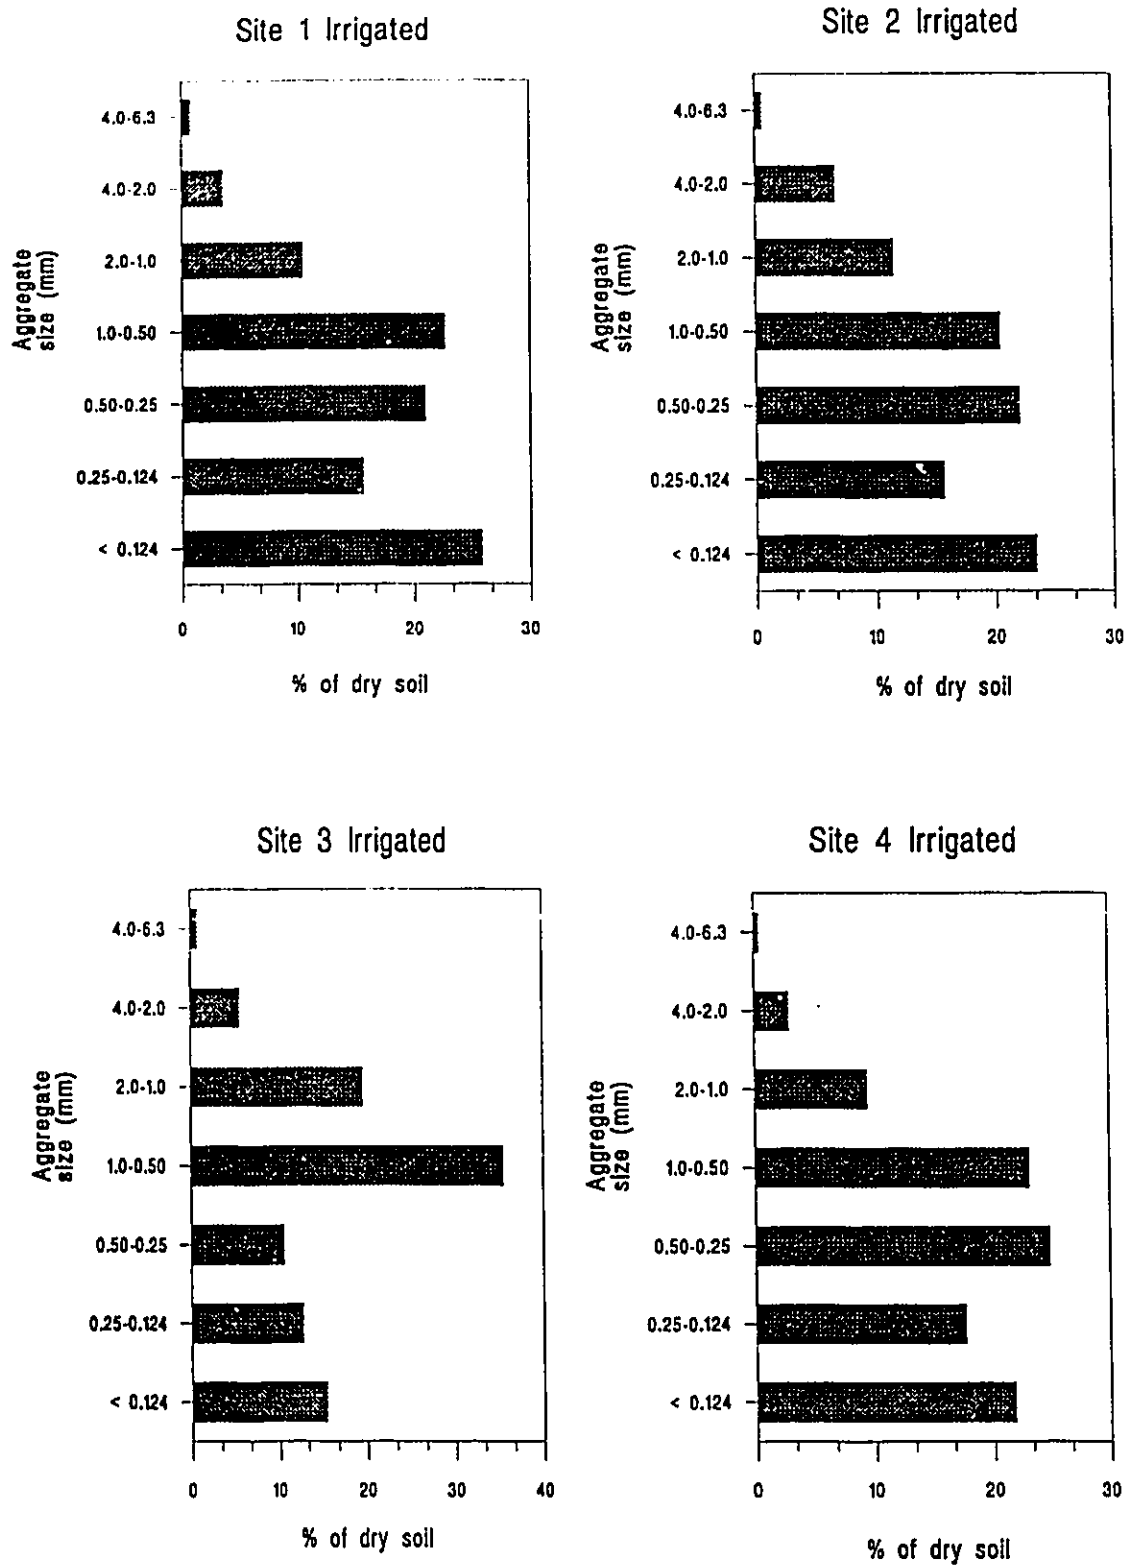 Site 1 Irrigated
4.0-6.3
4.0-2.0
2.0-1.0
1.0-0.50
0.50-0.25
0.25-0.124
< 0.124
Aggregate
size (mm)
0 10 20 30
% of dry soil
Site 2 Irrigated
4.0-6.3
4.0-2.0
2.0-1.0
1.0-0.50
0.50-0.25
0.25-0.124
< 0.124
Aggregate
size (mm)
0 10 20 30
% of dry soil
Site 3 Irrigated
4.0-6.3
4.0-2.0
2.0-1.0
1.0-0.50
0.50-0.25
0.25-0.124
< 0.124
Aggregate
size (mm)
0 10 20 30 40
% of dry soil
Site 4 Irrigated
4.0-6.3
4.0-2.0
2.0-1.0
1.0-0.50
0.50-0.25
0.25-0.124
< 0.124
Aggregate
size (mm)
0 10 20 30
% of dry soil